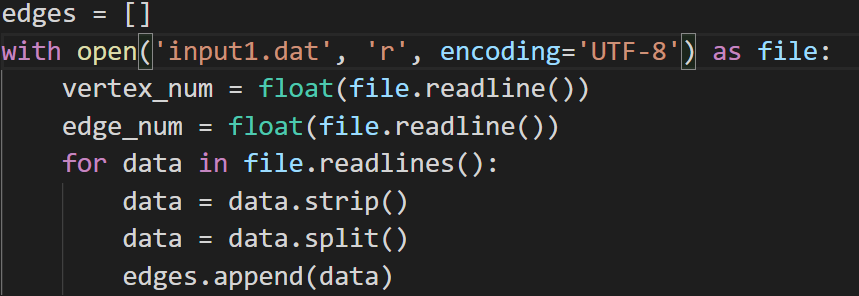 edges = []
with open('input1.dat', 'r', encoding='UTF-8') as file:
    vertex_num = float(file.readline())
    edge_num = float(file.readline())
    for data in file.readlines():
        data = data.strip()
        data = data.split()
        edges.append(data)